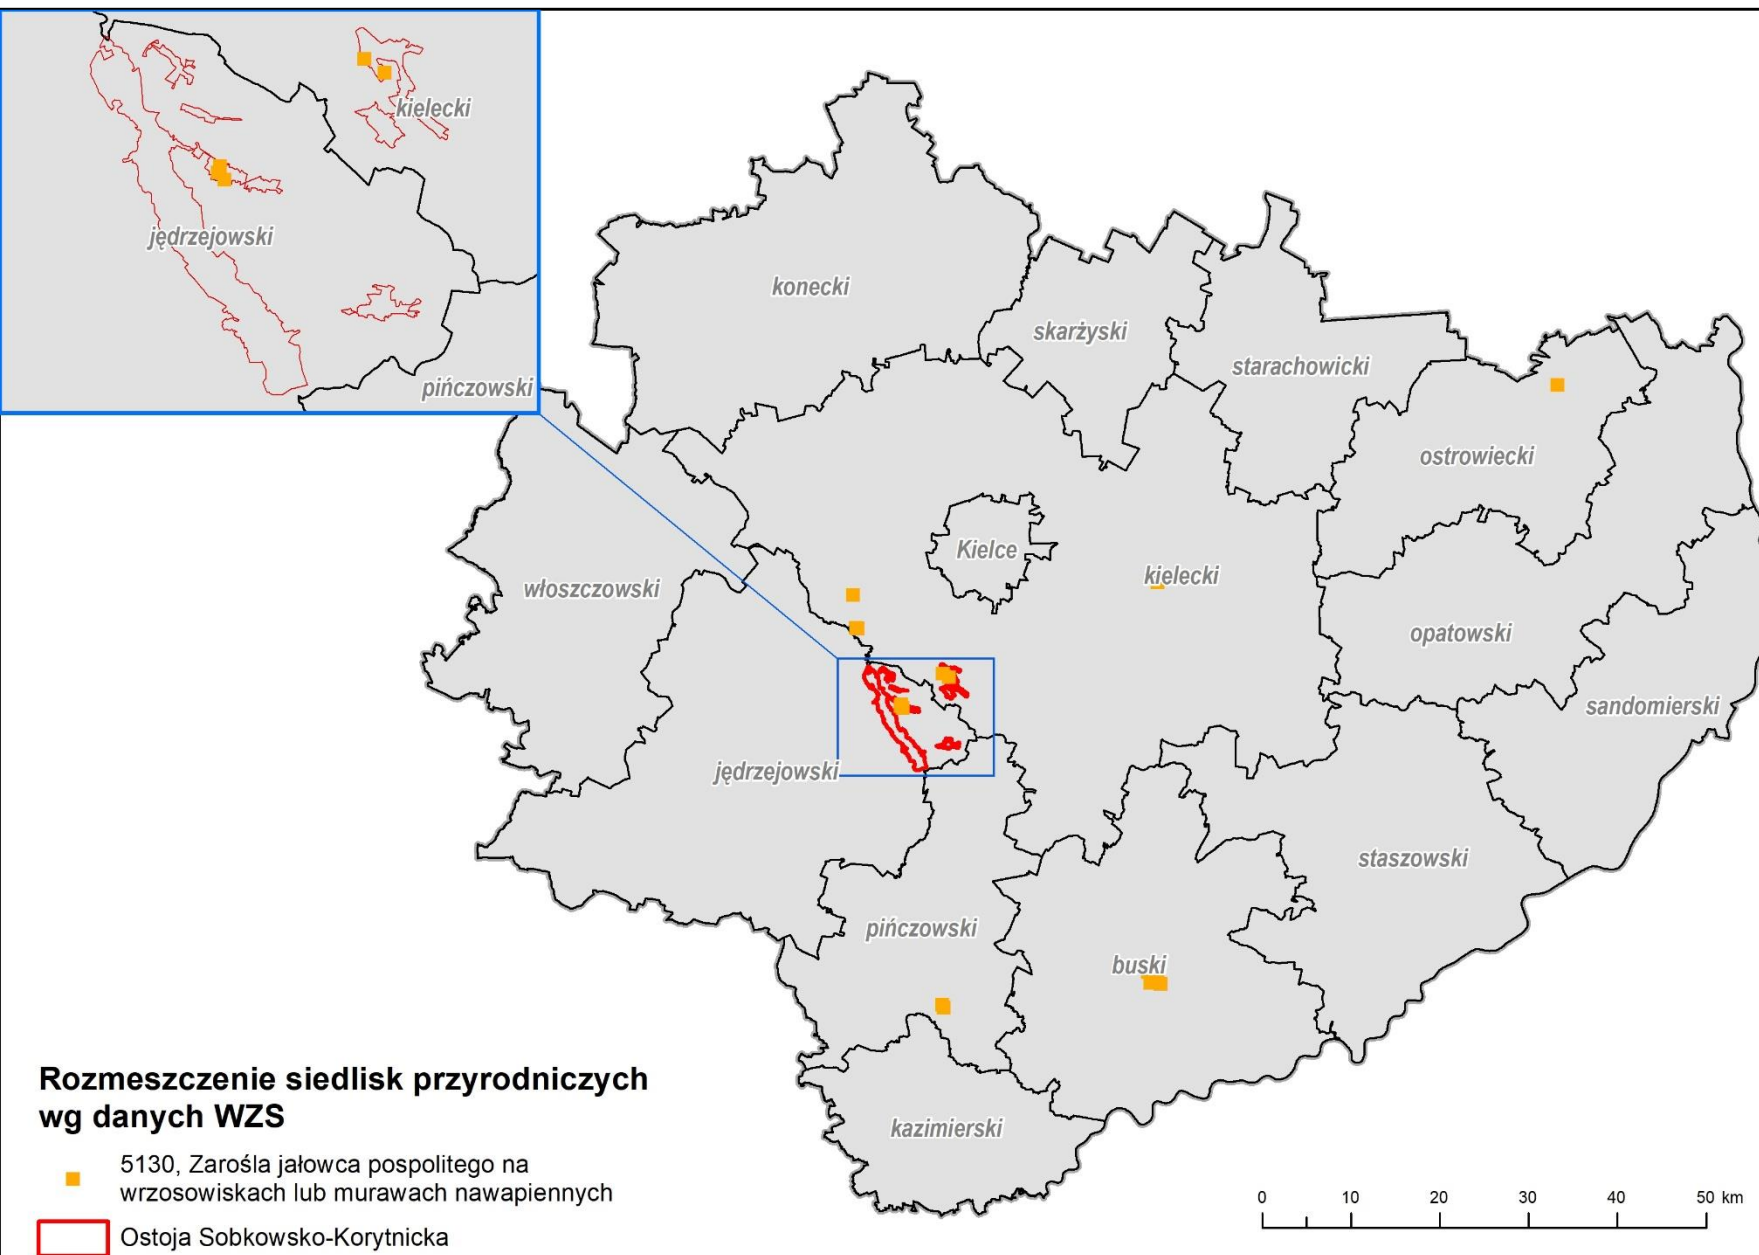 kielecki
jędrzejowski
pińczowski
konecki
skarżyski
starachowicki
ostrowiecki
Kielce
kielecki
włoszczowski
opatowski
sandomierski
jędrzejowski
staszowski
pińczowski
buski
kazimierski
Rozmeszczenie siedlisk przyrodniczych
wg danych WZS
5130, Zarośla jałowca pospolitego na
wrzosowiskach lub murawach nawapiennych
Ostoja Sobkowsko-Korytnicka
0 10 20 30 40 50 km